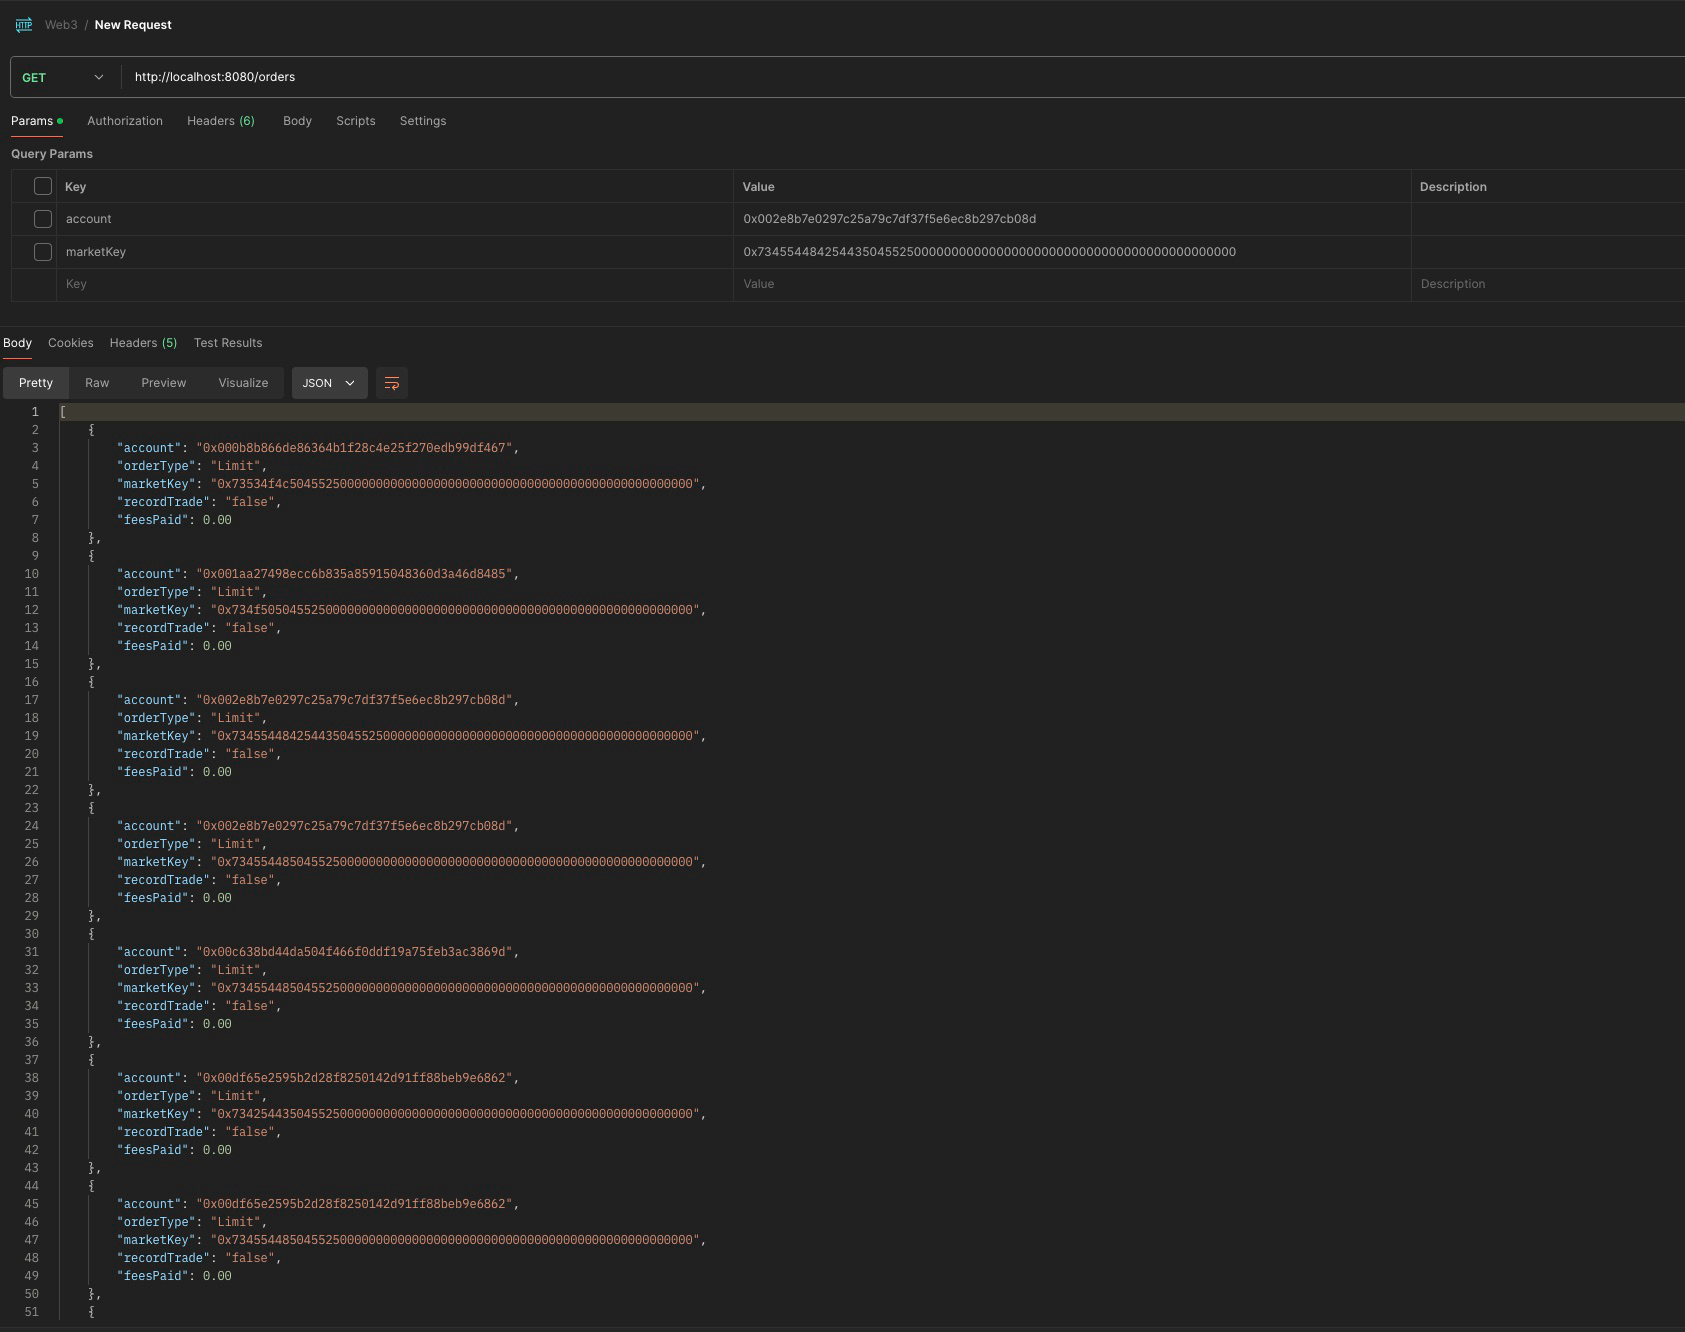 HTTP Web3 / New Request
GET http://localhost:8080/orders
Params Authorization Headers (6) Body Scripts Settings
Query Params
Key Value Description
account 0x002e8b7e0297c25a79c7df37f5e6ec8b297cb08d
marketKey 0x7345544842544350455250000000000000000000000000000000000000000000
Key Value Description
Body Cookies Headers (5) Test Results
Pretty Raw Preview Visualize JSON
1 [
2 {
3 "account": "0x000b8b866de86364b1f28c4e25f270edb99df467",
4 "orderType": "Limit",
5 "marketKey": "0x73534f4c50455250000000000000000000000000000000000000000000000000",
6 "recordTrade": "false",
7 "feesPaid": 0.00
8 },
9 {
10 "account": "0x001aa27498ecc6b835a85915048360d3a46d8485",
11 "orderType": "Limit",
12 "marketKey": "0x734f505045525000000000000000000000000000000000000000000000000000",
13 "recordTrade": "false",
14 "feesPaid": 0.00
15 },
16 {
17 "account": "0x002e8b7e0297c25a79c7df37f5e6ec8b297cb08d",
18 "orderType": "Limit",
19 "marketKey": "0x7345544842544350455250000000000000000000000000000000000000000000",
20 "recordTrade": "false",
21 "feesPaid": 0.00
22 },
23 {
24 "account": "0x002e8b7e0297c25a79c7df37f5e6ec8b297cb08d",
25 "orderType": "Limit",
26 "marketKey": "0x7345544850455250000000000000000000000000000000000000000000000000",
27 "recordTrade": "false",
28 "feesPaid": 0.00
29 },
30 {
31 "account": "0x00c638bd44da504f466f0ddf19a75feb3ac3869d",
32 "orderType": "Limit",
33 "marketKey": "0x7345544850455250000000000000000000000000000000000000000000000000",
34 "recordTrade": "false",
35 "feesPaid": 0.00
36 },
37 {
38 "account": "0x00df65e2595b2d28f8250142d91ff88beb9e6862",
39 "orderType": "Limit",
40 "marketKey": "0x7342544350455250000000000000000000000000000000000000000000000000",
41 "recordTrade": "false",
42 "feesPaid": 0.00
43 },
44 {
45 "account": "0x00df65e2595b2d28f8250142d91ff88beb9e6862",
46 "orderType": "Limit",
47 "marketKey": "0x7345544850455250000000000000000000000000000000000000000000000000",
48 "recordTrade": "false",
49 "feesPaid": 0.00
50 },
51 {